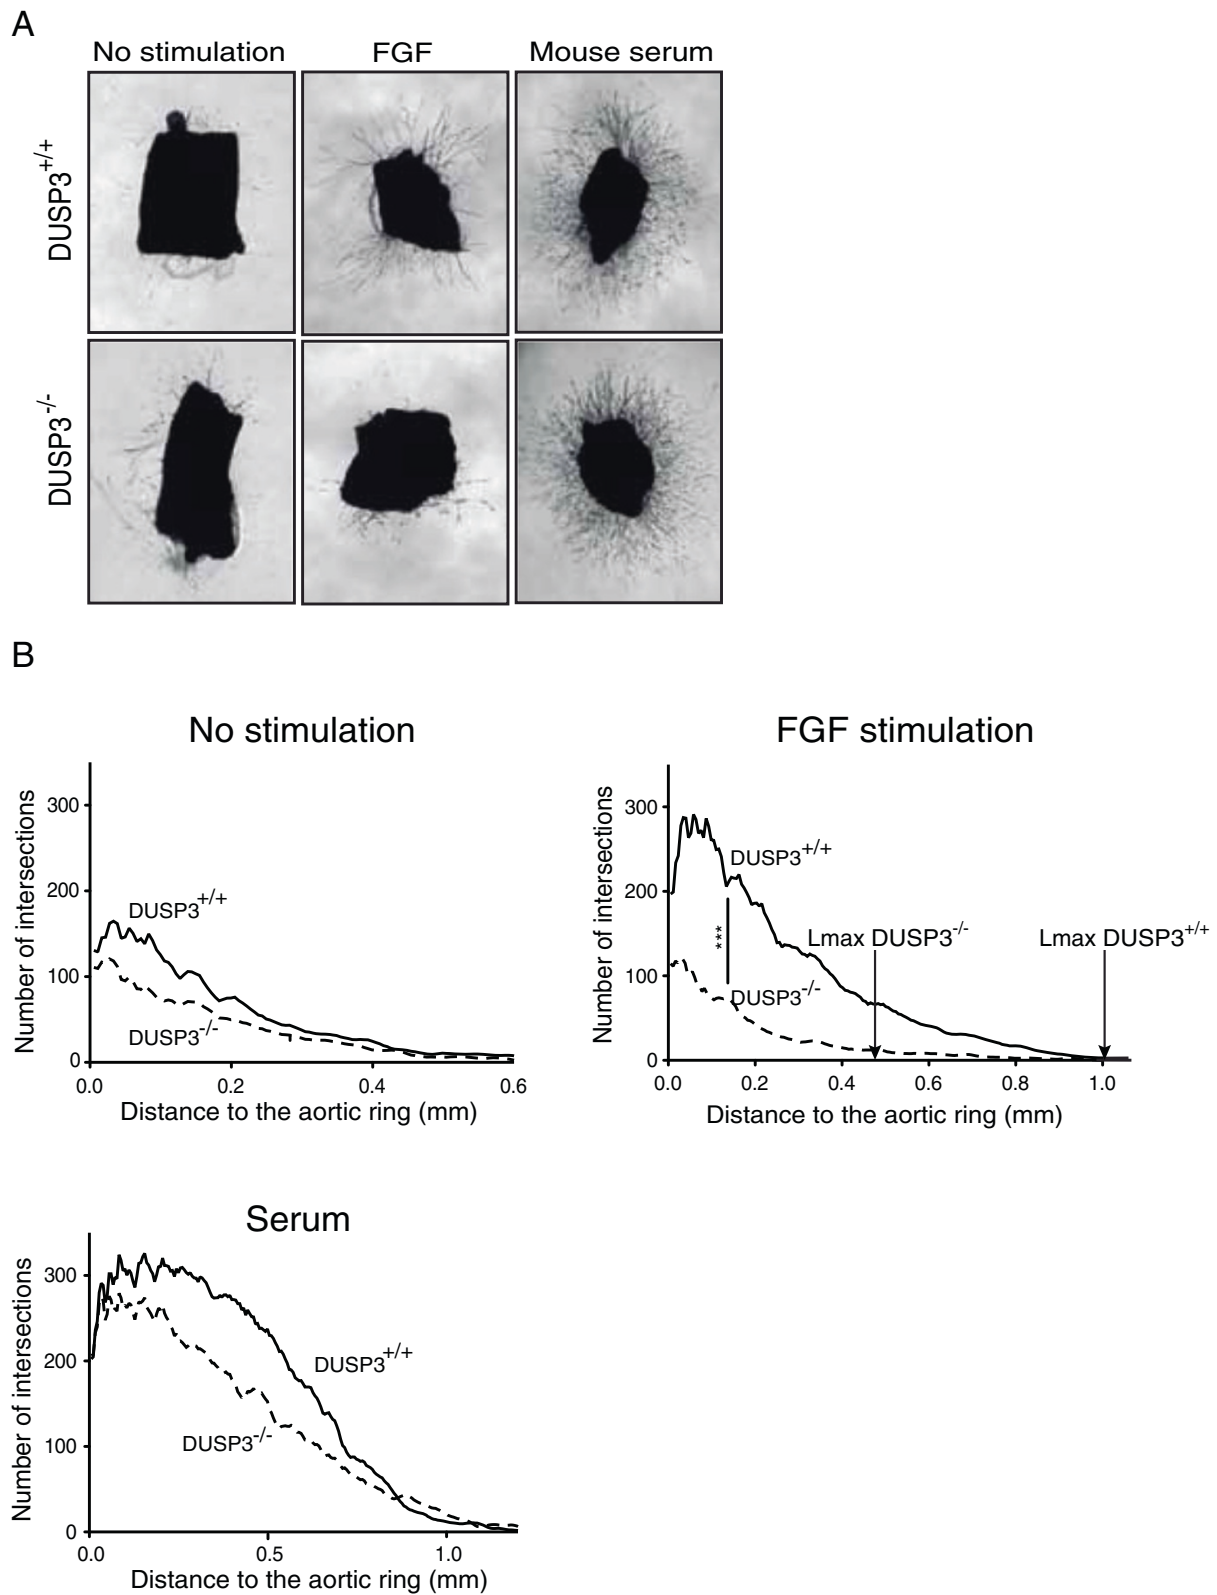 A
No stimulation FGF Mouse serum
DUSP3+/+
DUSP3-/-
B
No stimulation
Number of intersections
300
200
100
0
DUSP3+/+
DUSP3-/-
0.0 0.2 0.4 0.6
Distance to the aortic ring (mm)
FGF stimulation
Number of intersections
300
200
100
0
DUSP3+/+
***
DUSP3-/-
Lmax DUSP3-/-
Lmax DUSP3+/+
0.0 0.2 0.4 0.6 0.8 1.0
Distance to the aortic ring (mm)
Serum
Number of intersections
300
200
100
0
DUSP3+/+
DUSP3-/-
0.0 0.5 1.0
Distance to the aortic ring (mm)